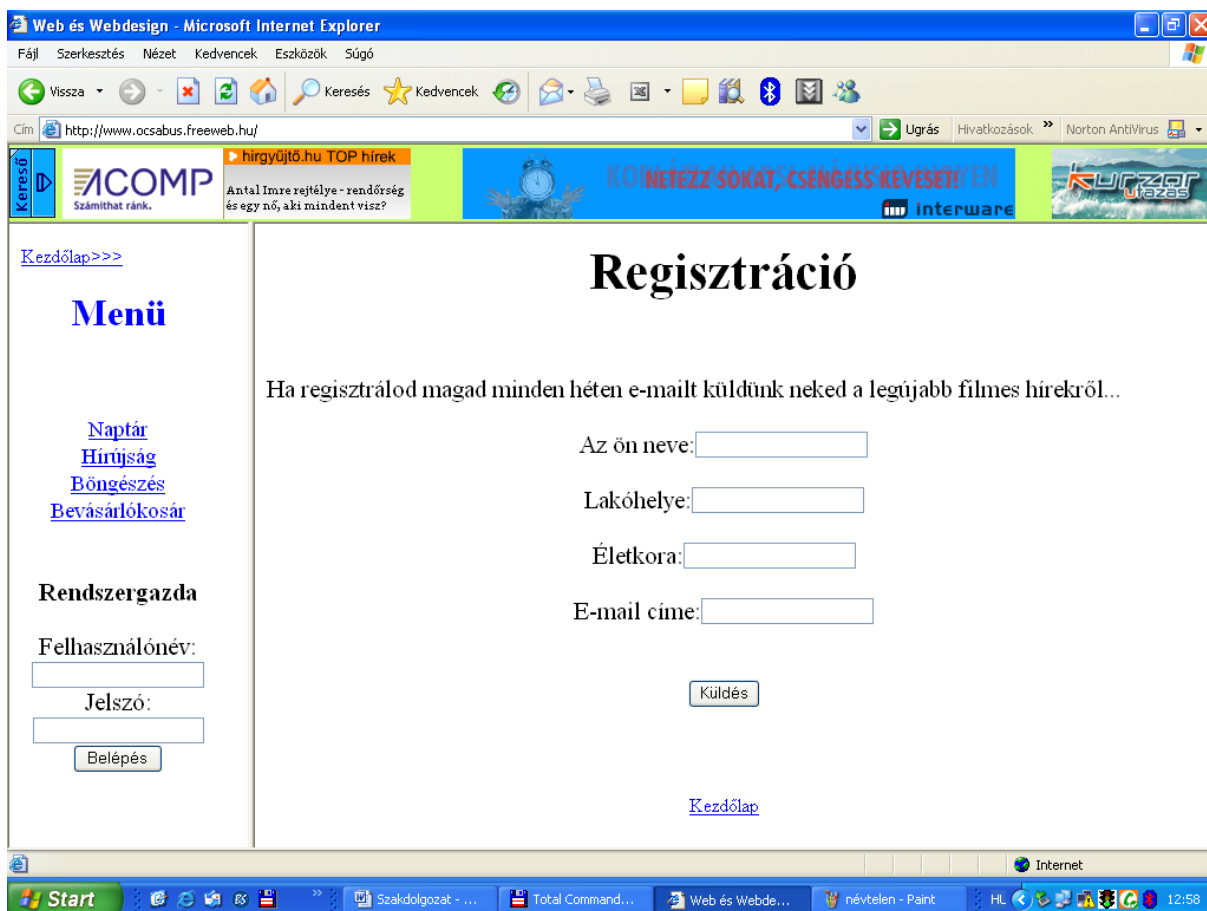 Web és Webdesign - Microsoft Internet Explorer
Fájl Szerkesztés Nézet Kedvencek Eszközök Súgó
Vissza Keresés Kedvencek
Cím http://www.ocsabus.freeweb.hu/ Ugrás Hivatkozások » Norton AntiVirus
Kereső
ACOMP
Számíthat ránk.
hirgyűjtő.hu TOP hírek
Antal Imre rejtélye - rendőrség
és egy nő, aki mindent visz?
NETEZZ SOKAT, CSENGESS KEVESET!
interware
Kurzor
utazás
Kezdőlap>>>
Menü
Naptár
Hírújság
Böngészés
Bevásárlókosár
Rendszergazda
Felhasználónév:
Jelszó:
Belépés
Regisztráció
Ha regisztrálod magad minden héten e-mailt küldünk neked a legújabb filmes hírekről...
Az ön neve:
Lakóhelye:
Életkora:
E-mail címe:
Küldés
Kezdőlap
Internet
Start » Szakdolgozat - ... Total Command... Web és Webde... névtelen - Paint HL 12:58